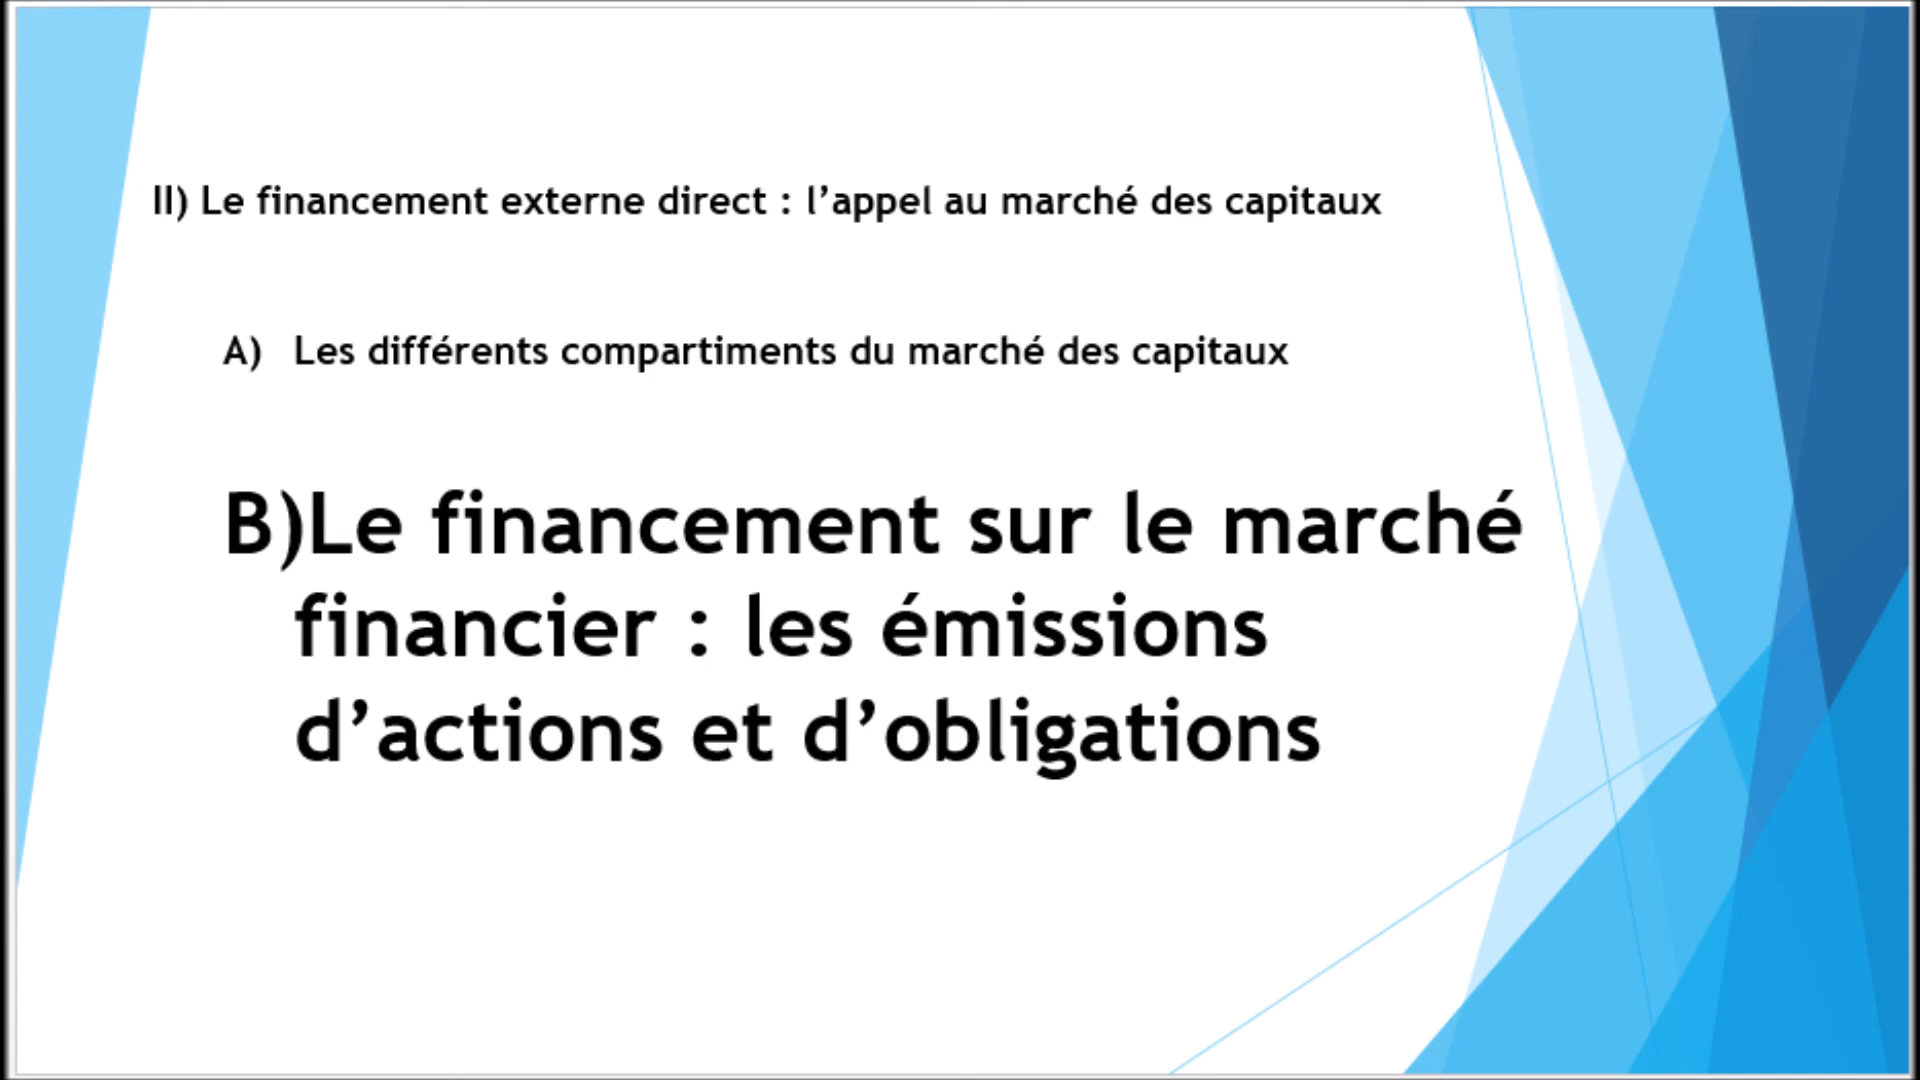 II) Le financement externe direct : l’appel au marché des capitaux
A) Les différents compartiments du marché des capitaux
B)Le financement sur le marché
financier : les émissions
d’actions et d’obligations